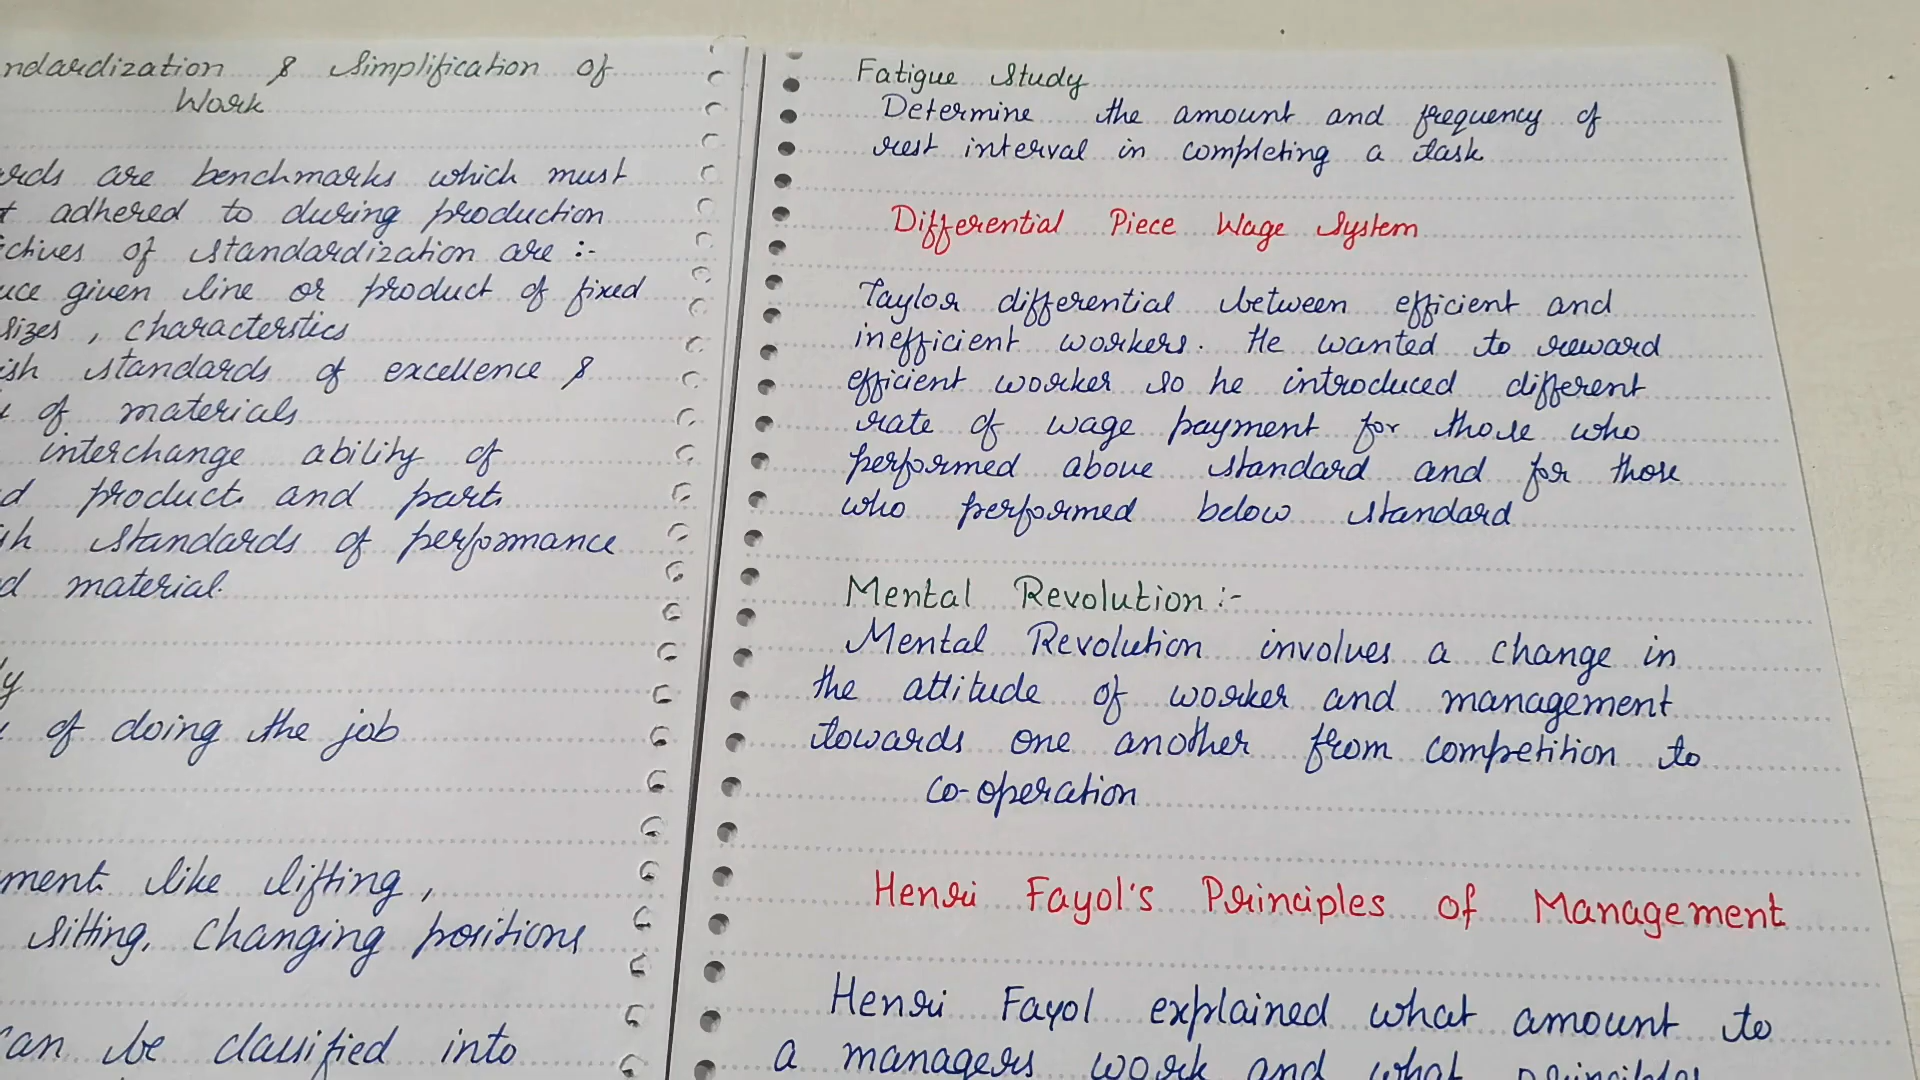 ndardization & Simplification of
Work
ards are benchmarks which must
adhered to during production
ctives of standardization are :-
uce given line or product of fixed
sizes , characterstics
ish standards of excellence &
of materials
interchange ability of
d products and parts
sh standards of performance
d material.
y
of doing the job
ment like lifting ,
sitting, changing positions
can be classified into
Fatigue Study
Determine the amount and frequency of
rest interval in completing a task
Differential Piece Wage System
Taylor differential between efficient and
inefficient workers. He wanted to reward
efficient worker so he introduced different
rate of wage payment for those who
performed above standard and for those
who performed below standard
Mental Revolution :-
Mental Revolution involves a change in
the attitude of worker and management
towards one another from competition to
co-operation
Henri Fayol's Principles of Management
Henri Fayol explained what amount to
a managers work and what principles